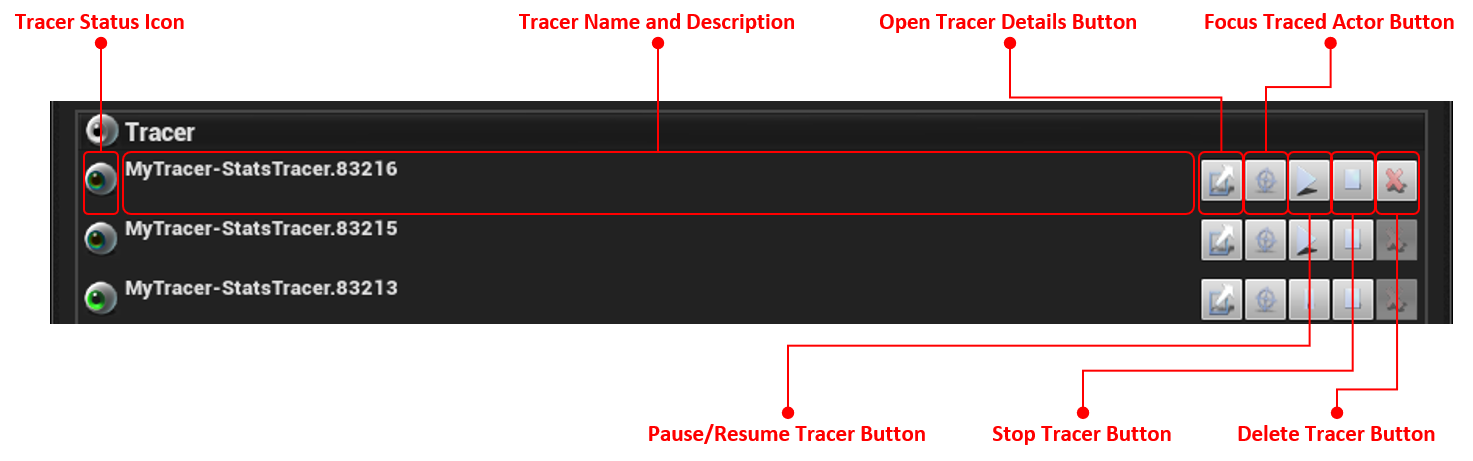 Tracer Status Icon
Tracer Name and Description
Open Tracer Details Button
Focus Traced Actor Button
Tracer
MyTracer-StatsTracer.83216
MyTracer-StatsTracer.83215
MyTracer-StatsTracer.83213
Pause/Resume Tracer Button
Stop Tracer Button
Delete Tracer Button